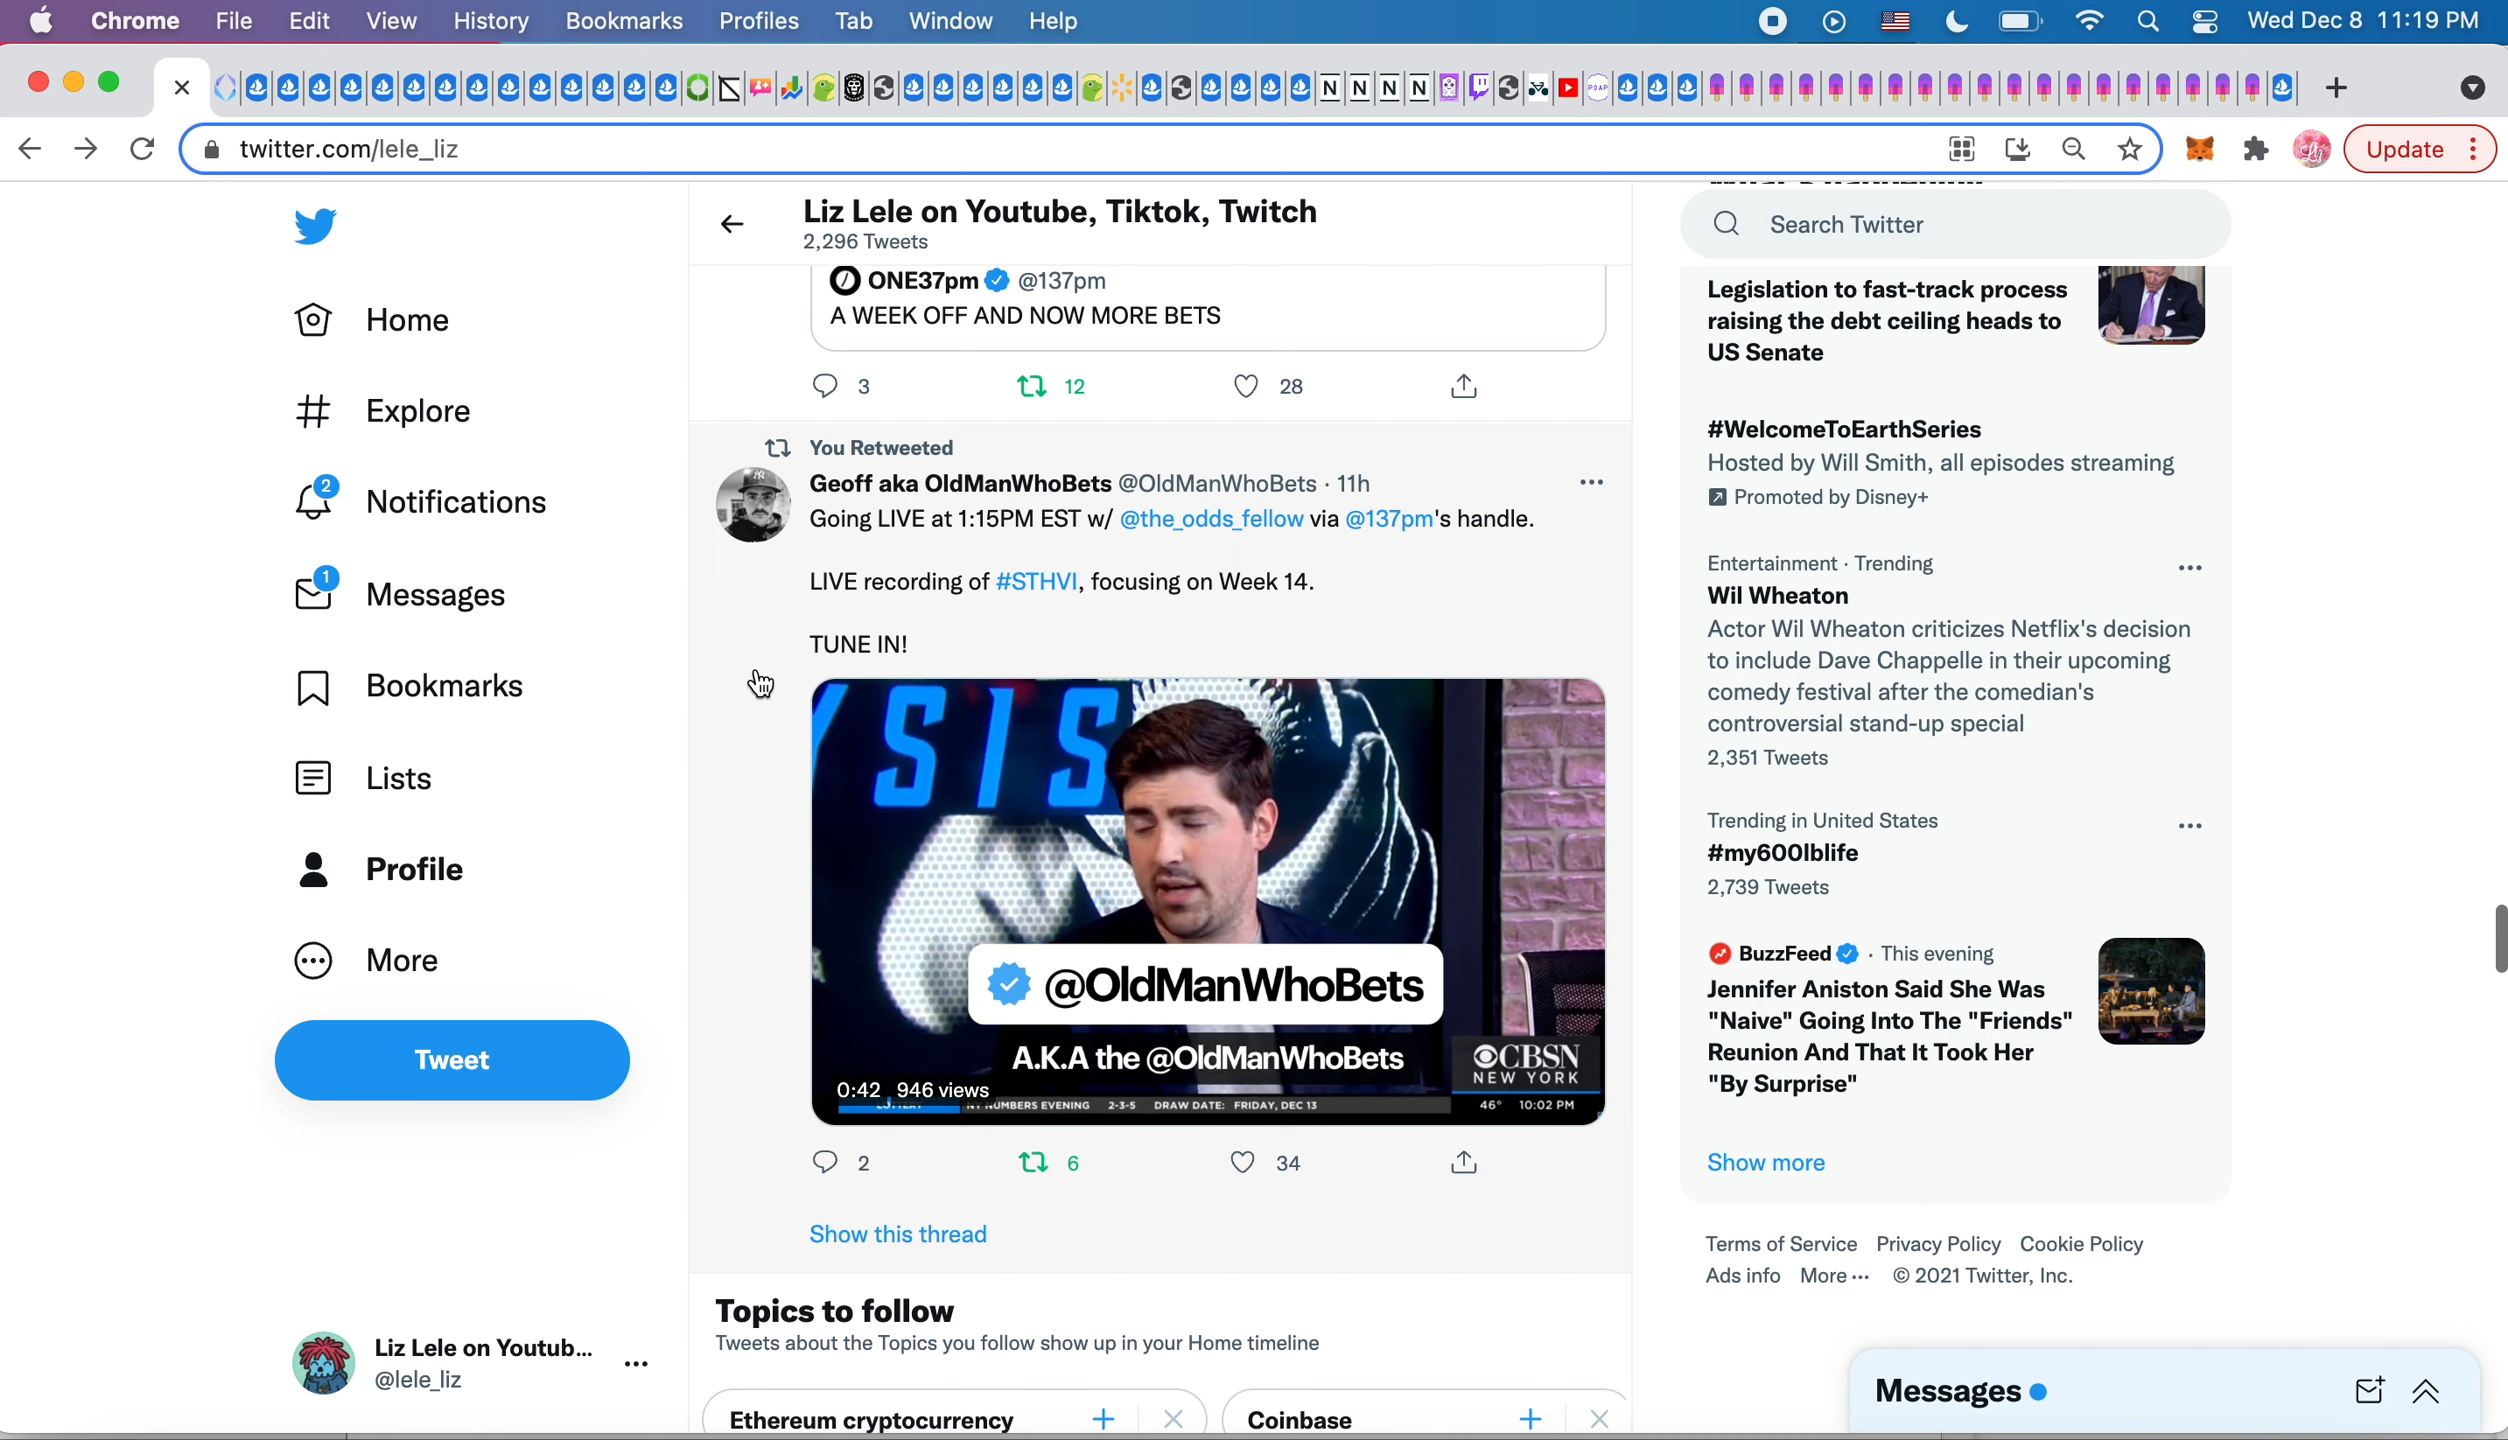 Chrome File Edit View History Bookmarks Profiles Tab Window Help Wed Dec 8 11:19 PM
twitter.com/lele_liz
Update
Home
Explore
2
Notifications
1
Messages
Bookmarks
Lists
Profile
More
Tweet
Liz Lele on Youtub...
@lele_liz
Liz Lele on Youtube, Tiktok, Twitch
2,296 Tweets
ONE37pm @137pm
A WEEK OFF AND NOW MORE BETS
3 12 28
You Retweeted
Geoff aka OldManWhoBets @OldManWhoBets · 11h
Going LIVE at 1:15PM EST w/ @the_odds_fellow via @137pm's handle.
LIVE recording of #STHVI, focusing on Week 14.
TUNE IN!
YSIS
@OldManWhoBets
A.K.A the @OldManWhoBets
CBSN
NEW YORK
0:42 946 views
LOTTERY NY NUMBERS EVENING 2-3-5 DRAW DATE: FRIDAY, DEC 13 46° 10:02 PM
2 6 34
Show this thread
Topics to follow
Tweets about the Topics you follow show up in your Home timeline
Ethereum cryptocurrency
Coinbase
Search Twitter
Legislation to fast-track process
raising the debt ceiling heads to
US Senate
#WelcomeToEarthSeries
Hosted by Will Smith, all episodes streaming
Promoted by Disney+
Entertainment · Trending
Wil Wheaton
Actor Wil Wheaton criticizes Netflix's decision
to include Dave Chappelle in their upcoming
comedy festival after the comedian's
controversial stand-up special
2,351 Tweets
Trending in United States
#my600lblife
2,739 Tweets
BuzzFeed · This evening
Jennifer Aniston Said She Was
"Naive" Going Into The "Friends"
Reunion And That It Took Her
"By Surprise"
Show more
Terms of Service Privacy Policy Cookie Policy
Ads info More ··· © 2021 Twitter, Inc.
Messages